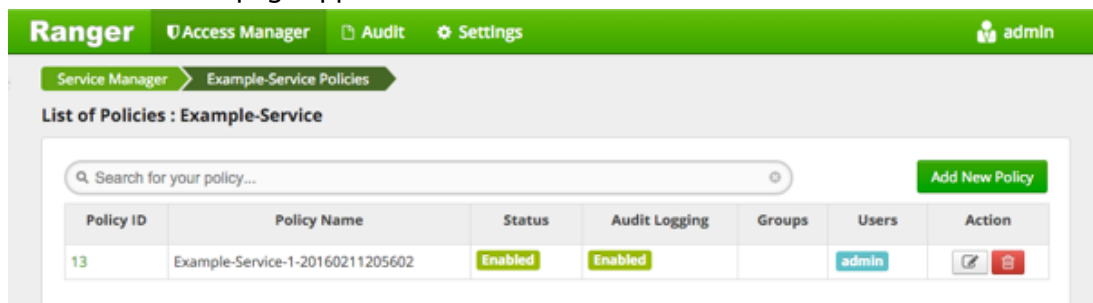 Ranger Access Manager Audit Settings admin
Service Manager Example-Service Policies
List of Policies : Example-Service
Search for your policy... Add New Policy
Policy ID Policy Name Status Audit Logging Groups Users Action
13 Example-Service-1-20160211205602 Enabled Enabled admin